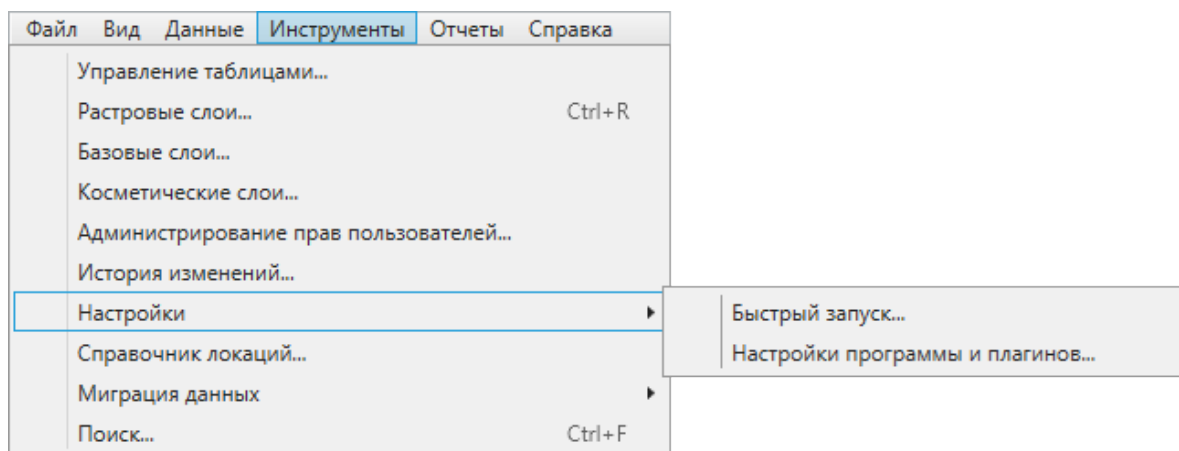 Файл Вид Данные Инструменты Отчеты Справка
Управление таблицами...
Растровые слои... Ctrl+R
Базовые слои...
Косметические слои...
Администрирование прав пользователей...
История изменений...
Настройки Быстрый запуск...
Справочник локаций... Настройки программы и плагинов...
Миграция данных
Поиск... Ctrl+F